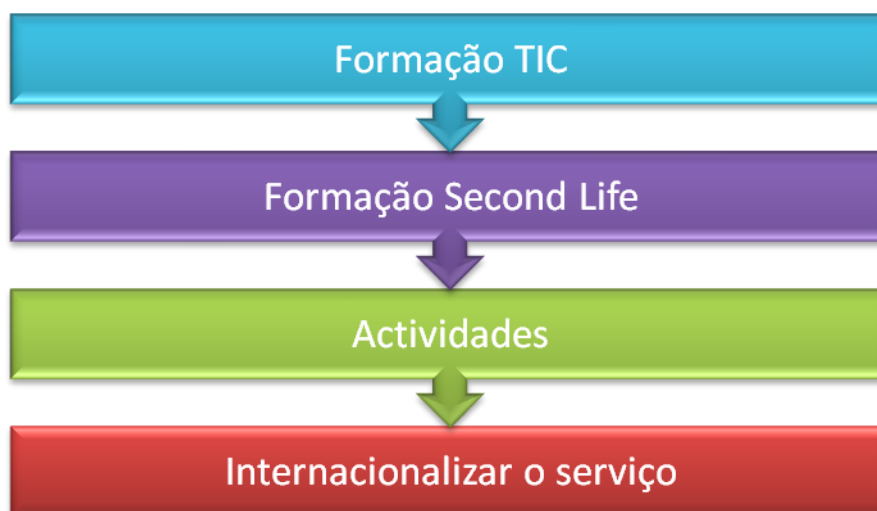 Formação TIC
Formação Second Life
Actividades
Internacionalizar o serviço